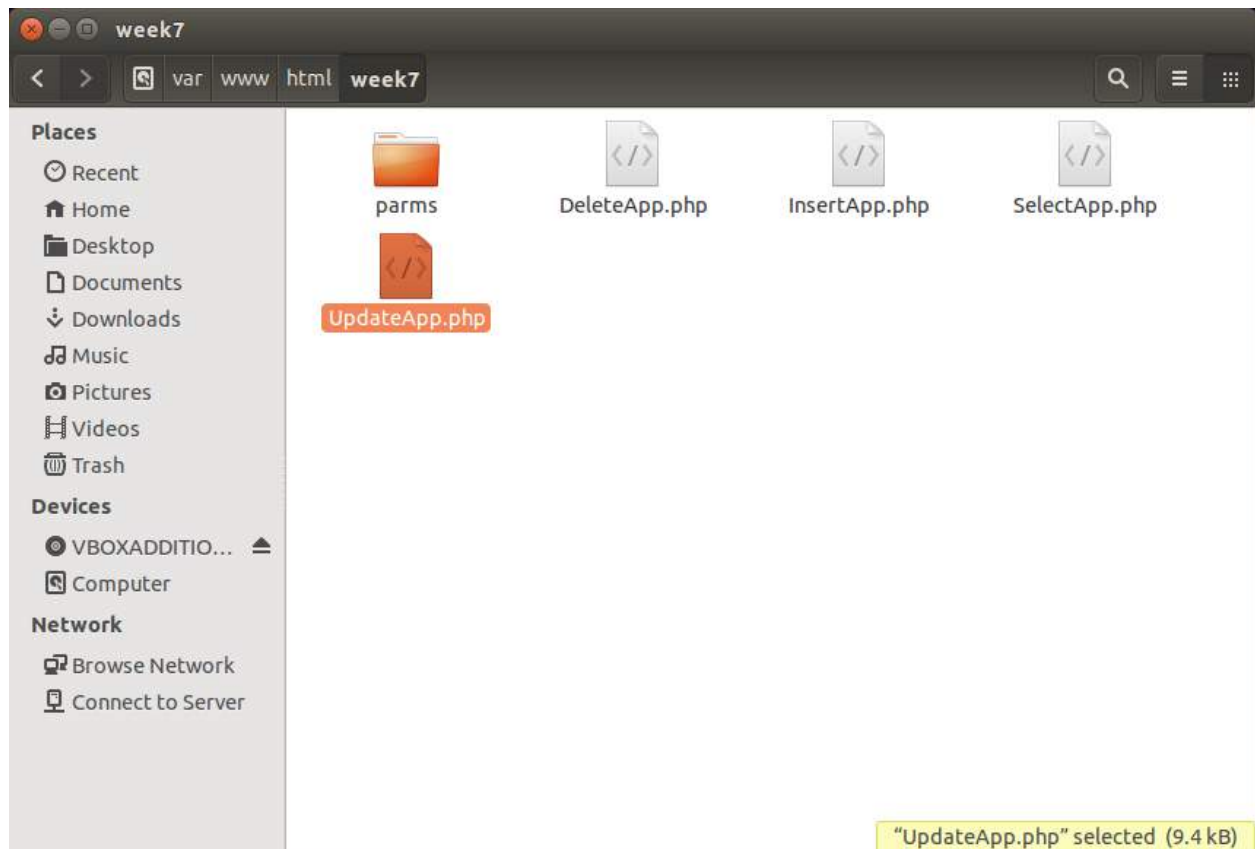 week7
var www html week7
Places
Recent
Home
Desktop
Documents
Downloads
Music
Pictures
Videos
Trash
Devices
VBOXADDITIO...
Computer
Network
Browse Network
Connect to Server
parms DeleteApp.php InsertApp.php SelectApp.php
UpdateApp.php
“UpdateApp.php” selected (9.4 kB)